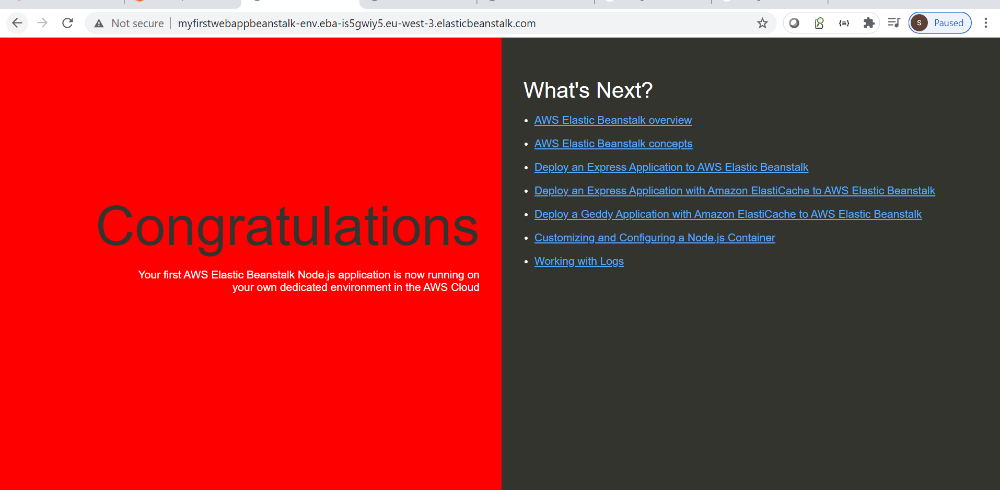 Not secure myfirstwebappbeanstalk-env.eba-is5gwiy5.eu-west-3.elasticbeanstalk.com
S Paused
Congratulations
Your first AWS Elastic Beanstalk Node.js application is now running on
your own dedicated environment in the AWS Cloud
What's Next?
AWS Elastic Beanstalk overview
AWS Elastic Beanstalk concepts
Deploy an Express Application to AWS Elastic Beanstalk
Deploy an Express Application with Amazon ElastiCache to AWS Elastic Beanstalk
Deploy a Geddy Application with Amazon ElastiCache to AWS Elastic Beanstalk
Customizing and Configuring a Node.js Container
Working with Logs